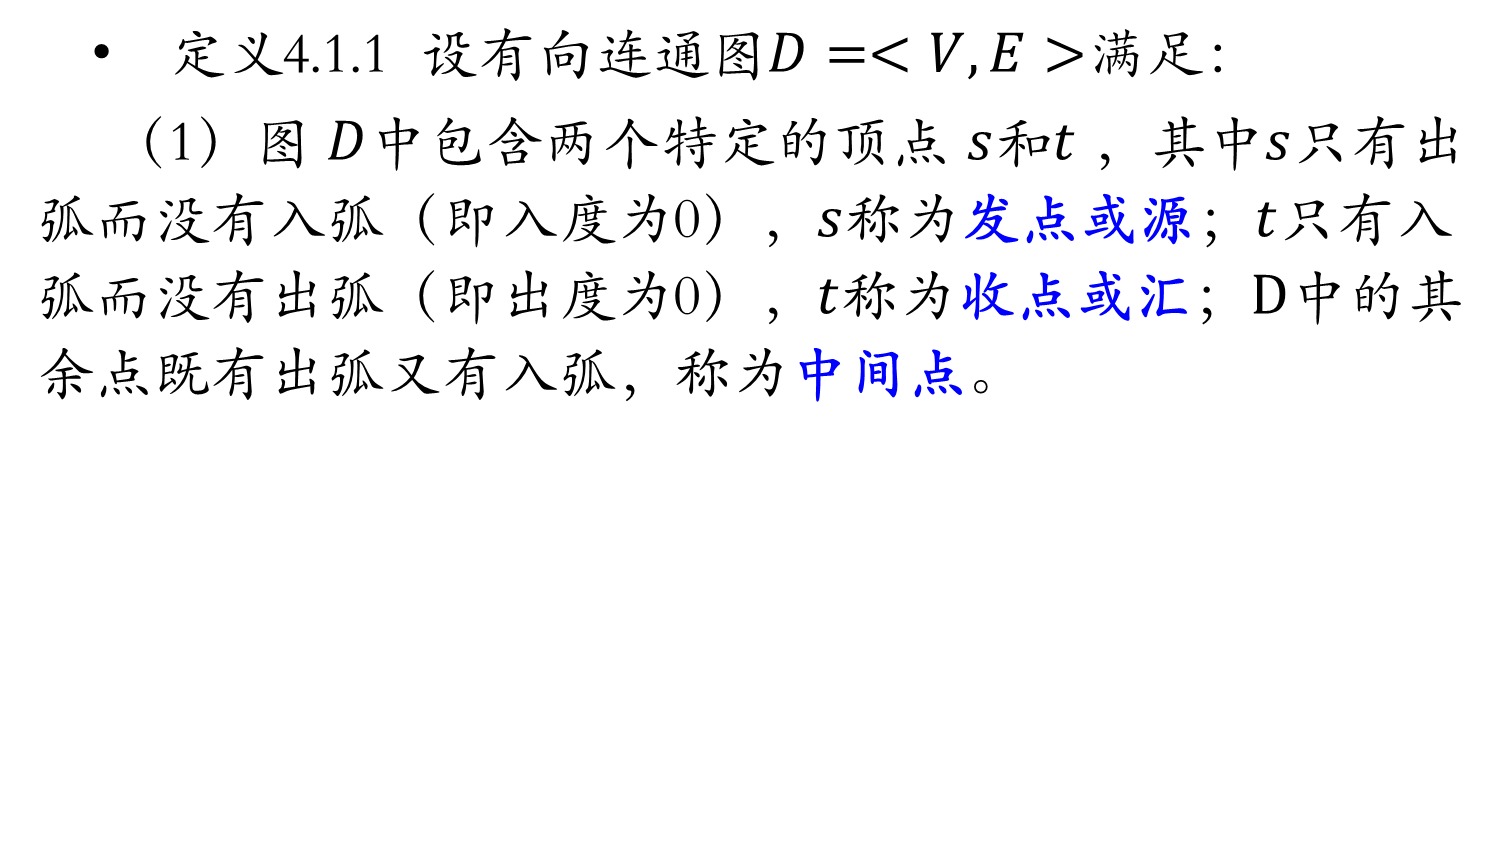 • 定义4.1.1 设有向连通图D =< V, E >满足：
（1）图 D中包含两个特定的顶点 s和t ，其中s只有出
弧而没有入弧（即入度为0），s称为发点或源；t只有入
弧而没有出弧（即出度为0），t称为收点或汇；D中的其
余点既有出弧又有入弧，称为中间点。